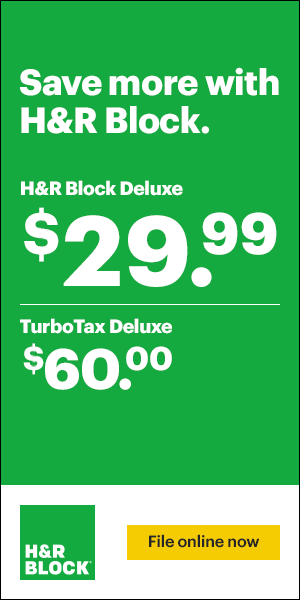 Save more with
H&R Block.
H&R Block Deluxe
$29.99
TurboTax Deluxe
$60.00
H&R
BLOCK
File online now